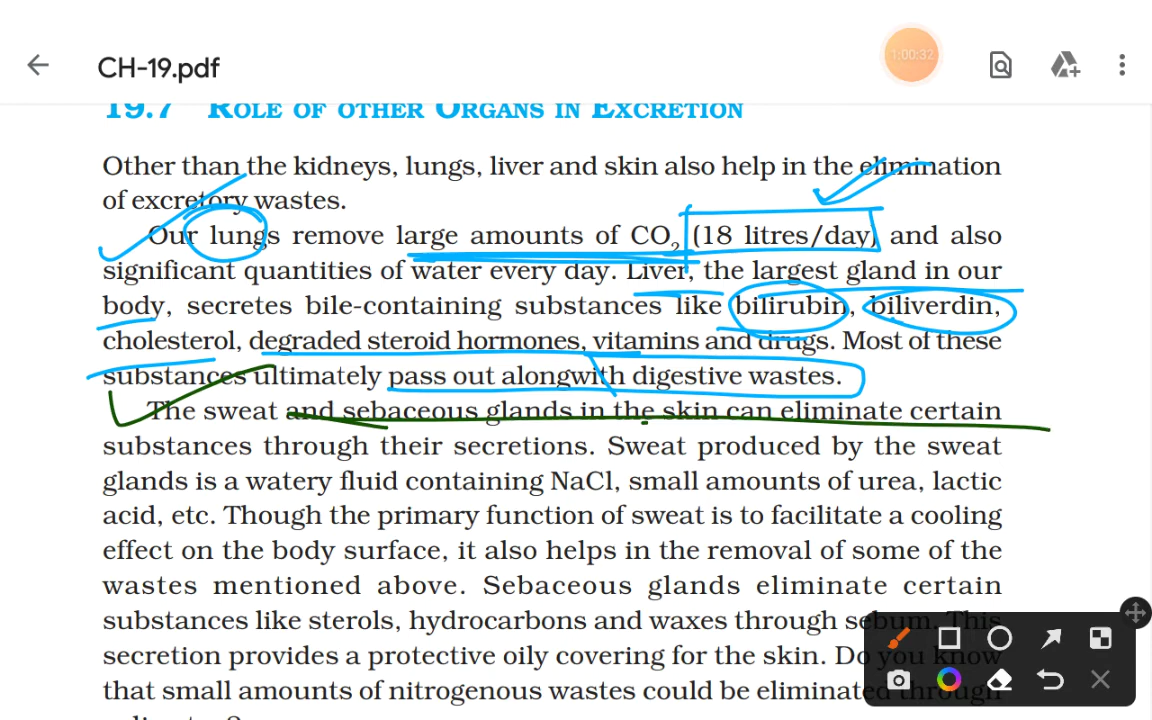 1:00:32
CH-19.pdf
19.7 ROLE OF OTHER ORGANS IN EXCRETION
Other than the kidneys, lungs, liver and skin also help in the elimination
of excretory wastes.
Our lungs remove large amounts of CO2 (18 litres/day) and also
significant quantities of water every day. Liver, the largest gland in our
body, secretes bile-containing substances like bilirubin, biliverdin,
cholesterol, degraded steroid hormones, vitamins and drugs. Most of these
substances ultimately pass out alongwith digestive wastes.
The sweat and sebaceous glands in the skin can eliminate certain
substances through their secretions. Sweat produced by the sweat
glands is a watery fluid containing NaCl, small amounts of urea, lactic
acid, etc. Though the primary function of sweat is to facilitate a cooling
effect on the body surface, it also helps in the removal of some of the
wastes mentioned above. Sebaceous glands eliminate certain
substances like sterols, hydrocarbons and waxes through sebum. This
secretion provides a protective oily covering for the skin. Do you know
that small amounts of nitrogenous wastes could be eliminated through